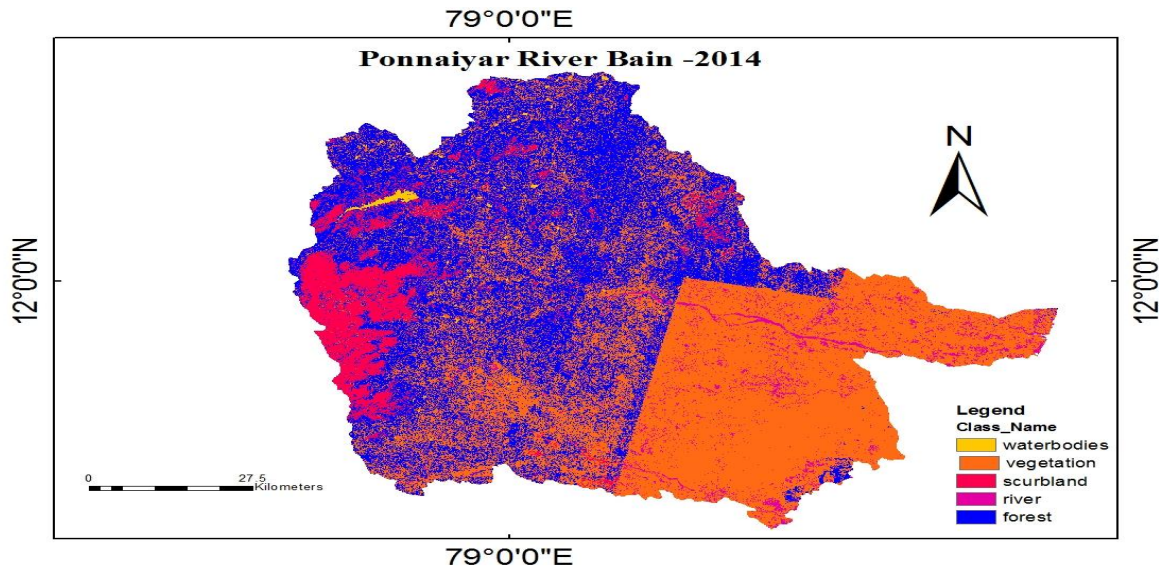 79°0'0"E
Ponnaiyar River Bain -2014
N
12°0'0"N
12°0'0"N
0 27.5
Kilometers
Legend
Class_Name
waterbodies
vegetation
scurbland
river
forest
79°0'0"E